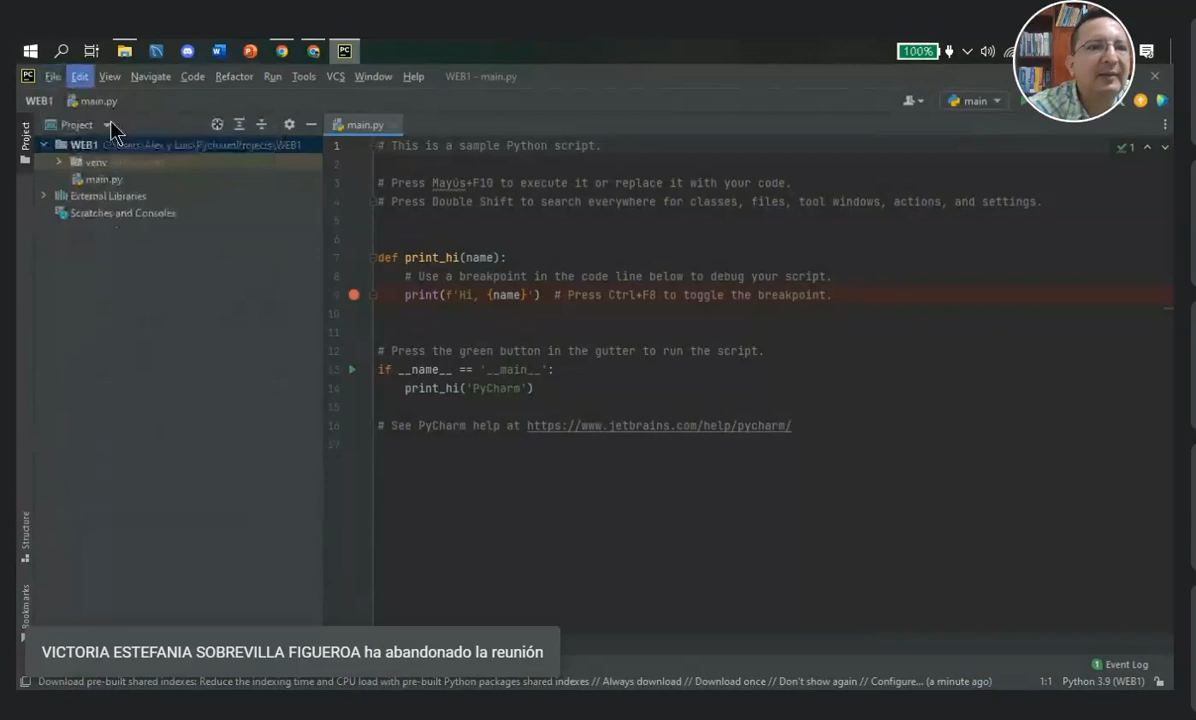 100%
PC File Edit View Navigate Code Refactor Run Tools VCS Window Help WEB1 - main.py
WEB1 main.py main
Project main.py
Project
WEB1 C:\Users\Alex y Luis\PycharmProjects\WEB1
venv
main.py
External Libraries
Scratches and Consoles
1 # This is a sample Python script. 1
2
3 # Press Mayús+F10 to execute it or replace it with your code.
4 # Press Double Shift to search everywhere for classes, files, tool windows, actions, and settings.
5
6
7 def print_hi(name):
8 # Use a breakpoint in the code line below to debug your script.
9 print(f'Hi, {name}') # Press Ctrl+F8 to toggle the breakpoint.
10
11
12 # Press the green button in the gutter to run the script.
13 if __name__ == '__main__':
14 print_hi('PyCharm')
15
16 # See PyCharm help at https://www.jetbrains.com/help/pycharm/
17
Structure
Bookmarks
VICTORIA ESTEFANIA SOBREVILLA FIGUEROA ha abandonado la reunión
1 Event Log
Download pre-built shared indexes: Reduce the indexing time and CPU load with pre-built Python packages shared indexes // Always download // Download once // Don't show again // Configure... (a minute ago) 1:1 Python 3.9 (WEB1)